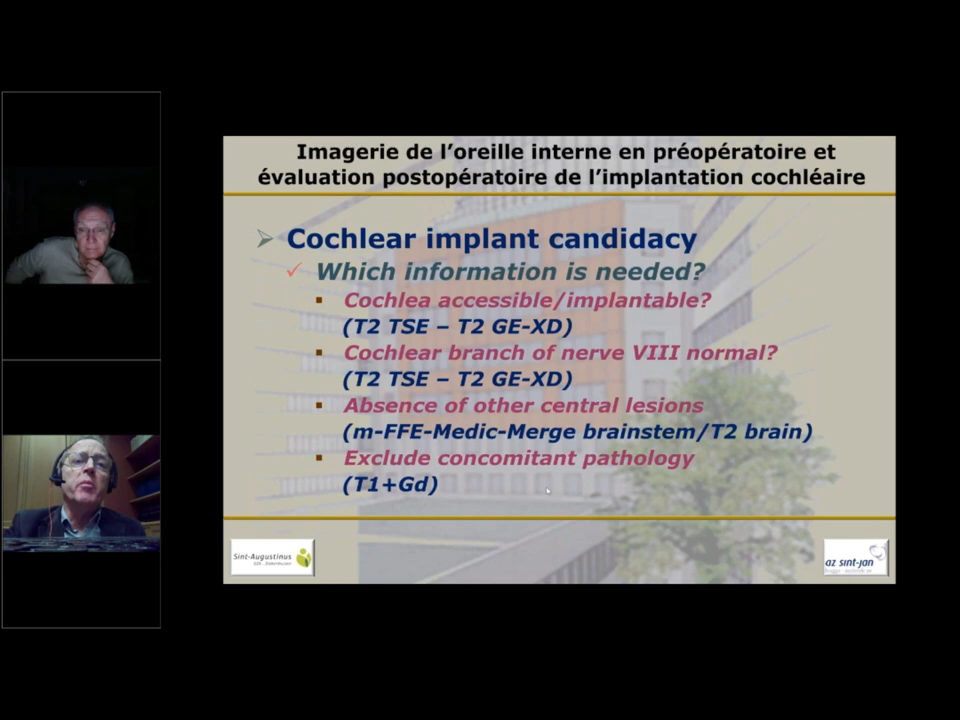 Imagerie de l'oreille interne en préopératoire et
évaluation postopératoire de l'implantation cochléaire
Cochlear implant candidacy
Which information is needed?
Cochlea accessible/implantable?
(T2 TSE – T2 GE-XD)
Cochlear branch of nerve VIII normal?
(T2 TSE – T2 GE-XD)
Absence of other central lesions
(m-FFE-Medic-Merge brainstem/T2 brain)
Exclude concomitant pathology
(T1+Gd)
Sint-Augustinus
az sint-jan